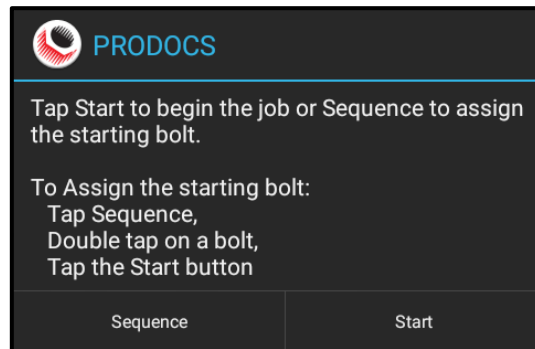 PRODOCS
Tap Start to begin the job or Sequence to assign
the starting bolt.
To Assign the starting bolt:
Tap Sequence,
Double tap on a bolt,
Tap the Start button
Sequence
Start